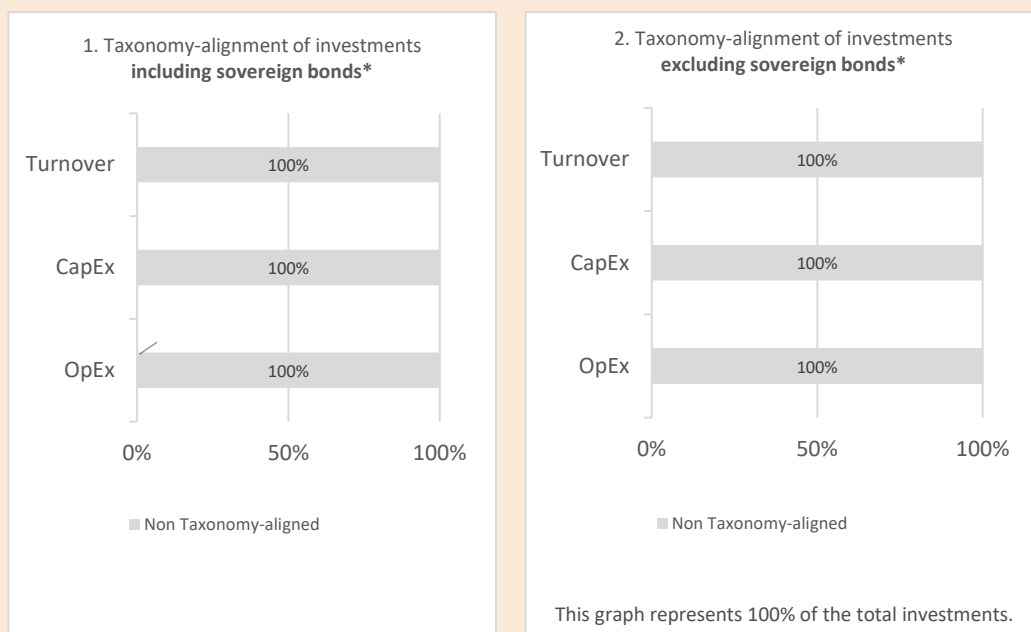 1. Taxonomy-alignment of investments
including sovereign bonds*
Turnover
100%
CapEx
100%
OpEx
100%
0%
50%
100%
Non Taxonomy-aligned
2. Taxonomy-alignment of investments
excluding sovereign bonds*
Turnover
100%
CapEx
100%
OpEx
100%
0%
50%
100%
Non Taxonomy-aligned
This graph represents 100% of the total investments.